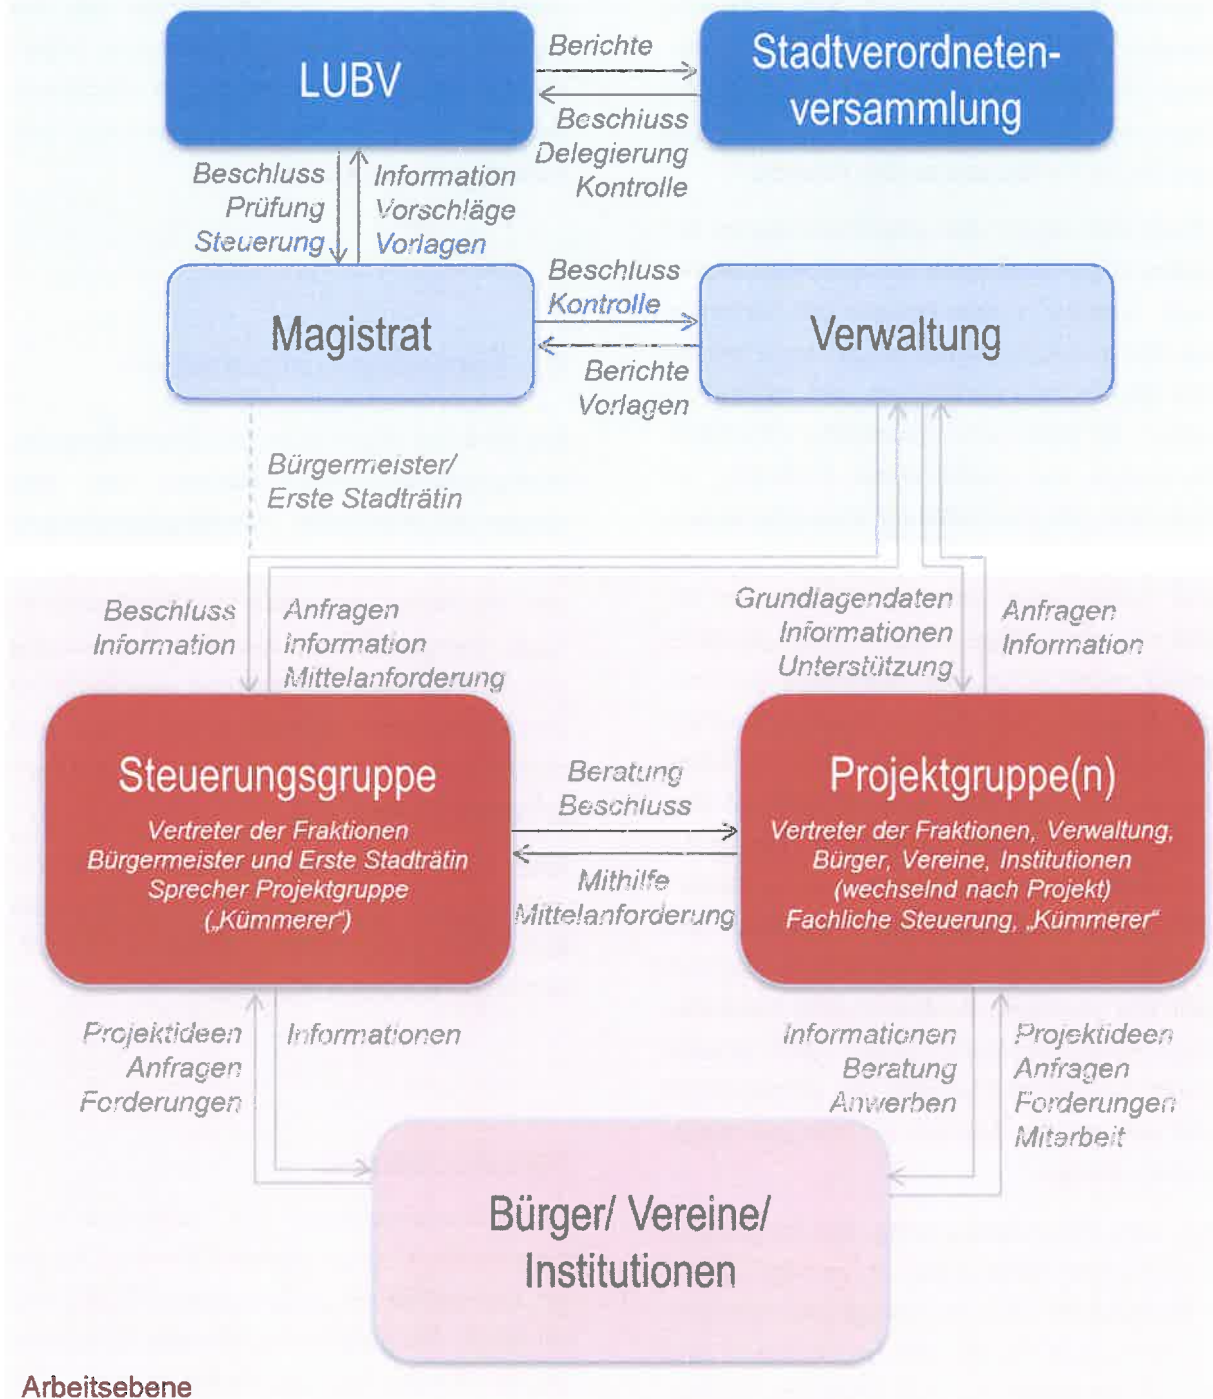 LUBV
Berichte
Stadtverordneten-
versammlung
Beschiuss
Delegierung
Kontrolle
Beschluss
Prüfung
Steuerung
Information
Vorschläge
Vorlagen
Magistrat
Beschluss
Kontrolle
Verwaltung
Berichte
Vorlagen
Bürgermeister/
Erste Stadträtin
Beschluss
Information
Anfragen
Information
Mittelanforderung
Grundlagendaten
Informationen
Unterstützung
Anfragen
Information
Steuerungsgruppe
Vertreter der Fraktionen
Bürgermeister und Erste Stadträtin
Sprecher Projektgruppe
(„Kümmerer“)
Beratung
Beschluss
Mithilfe
Mittelanforderung
Projektgruppe(n)
Vertreter der Fraktionen, Verwaltung,
Bürger, Vereine, Institutionen
(wechselnd nach Projekt)
Fachliche Steuerung, „Kümmerer“
Projektideen
Anfragen
Forderungen
Informationen
Informationen
Beratung
Anwerben
Projektideen
Anfragen
Forderungen
Mitarbeit
Bürger/ Vereine/
Institutionen
Arbeitsebene